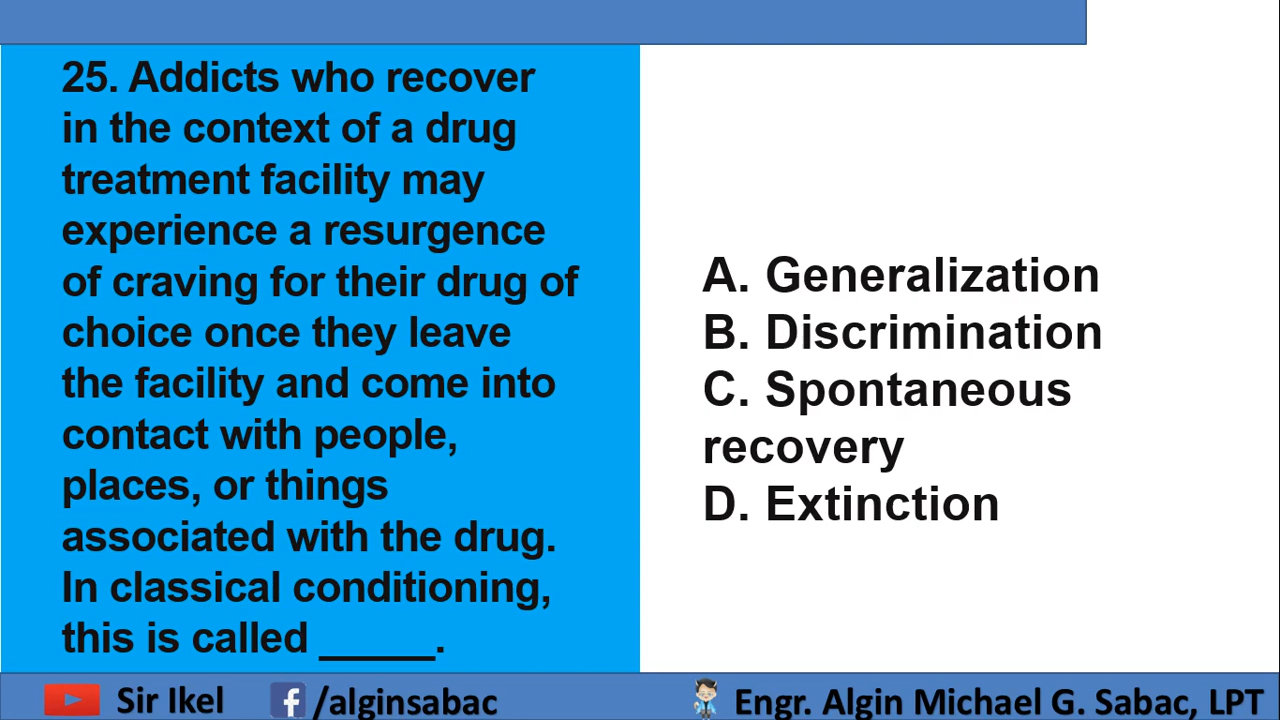 25. Addicts who recover
in the context of a drug
treatment facility may
experience a resurgence
of craving for their drug of
choice once they leave
the facility and come into
contact with people,
places, or things
associated with the drug.
In classical conditioning,
this is called _____.
A. Generalization
B. Discrimination
C. Spontaneous
recovery
D. Extinction
Sir Ikel
/alginsabac
Engr. Algin Michael G. Sabac, LPT